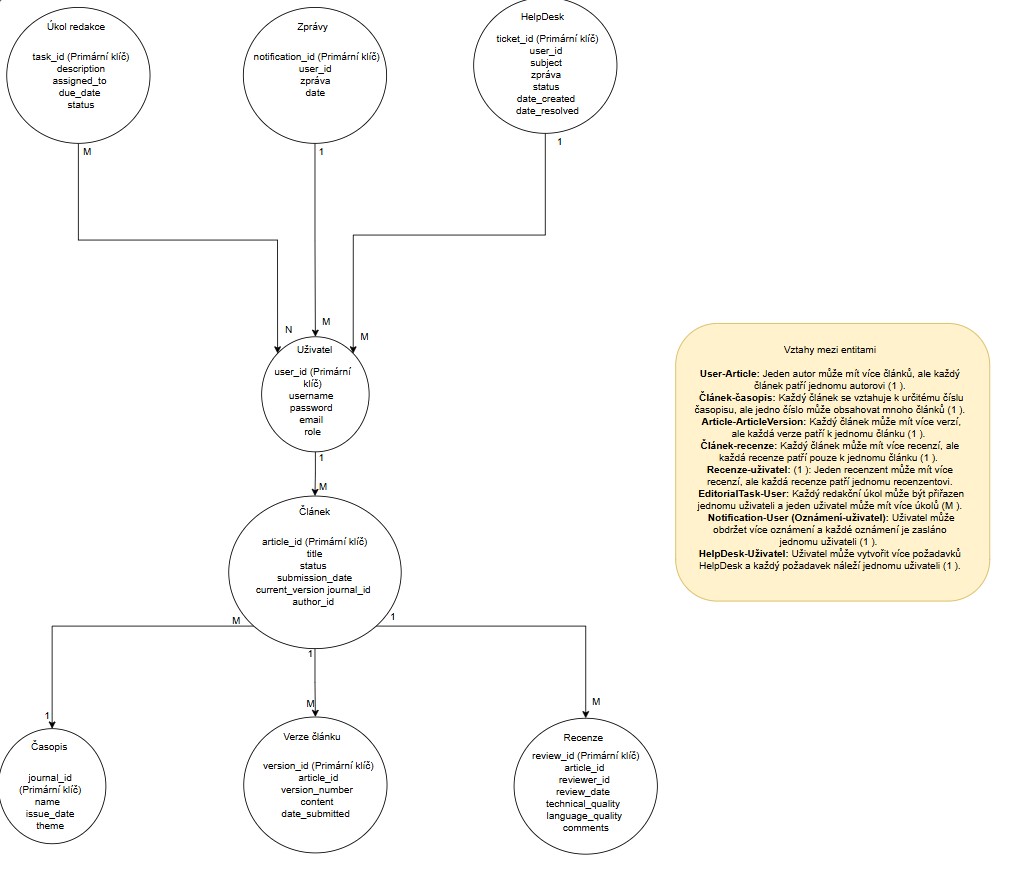 Úkol redakce
task_id (Primární klíč)
description
assigned_to
due_date
status
M
Zprávy
notification_id (Primární klíč)
user_id
zpráva
date
1
HelpDesk
ticket_id (Primární klíč)
user_id
subject
zpráva
status
date_created
date_resolved
1
N
M
M
Uživatel
user_id (Primární
klíč)
username
password
email
role
1
M
Článek
article_id (Primární klíč)
title
status
submission_date
current_version journal_id
author_id
M
1
1
1
M
M
Časopis
journal_id
(Primární klíč)
name
issue_date
theme
Verze článku
version_id (Primární klíč)
article_id
version_number
content
date_submitted
Recenze
review_id (Primární klíč)
article_id
reviewer_id
review_date
technical_quality
language_quality
comments
Vztahy mezi entitami
User-Article: Jeden autor může mít více článků, ale každý
článek patří jednomu autorovi (1 ).
Článek-časopis: Každý článek se vztahuje k určitému číslu
časopisu, ale jedno číslo může obsahovat mnoho článků (1 ).
Article-ArticleVersion: Každý článek může mít více verzí,
ale každá verze patří k jednomu článku (1 ).
Článek-recenze: Každý článek může mít více recenzí, ale
každá recenze patří pouze k jednomu článku (1 ).
Recenze-uživatel: (1 ): Jeden recenzent může mít více
recenzí, ale každá recenze patří jednomu recenzentovi.
EditorialTask-User: Každý redakční úkol může být přiřazen
jednomu uživateli a jeden uživatel může mít více úkolů (M ).
Notification-User (Oznámení-uživatel): Uživatel může
obdržet více oznámení a každé oznámení je zasláno
jednomu uživateli (1 ).
HelpDesk-Uživatel: Uživatel může vytvořit více požadavků
HelpDesk a každý požadavek náleží jednomu uživateli (1 ).